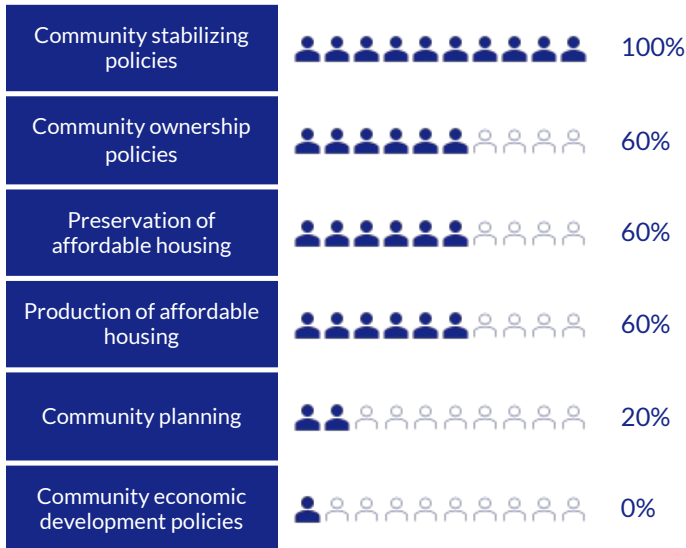 Community stabilizing
policies
100%
Community ownership
policies
60%
Preservation of
affordable housing
60%
Production of affordable
housing
60%
Community planning
20%
Community economic
development policies
0%